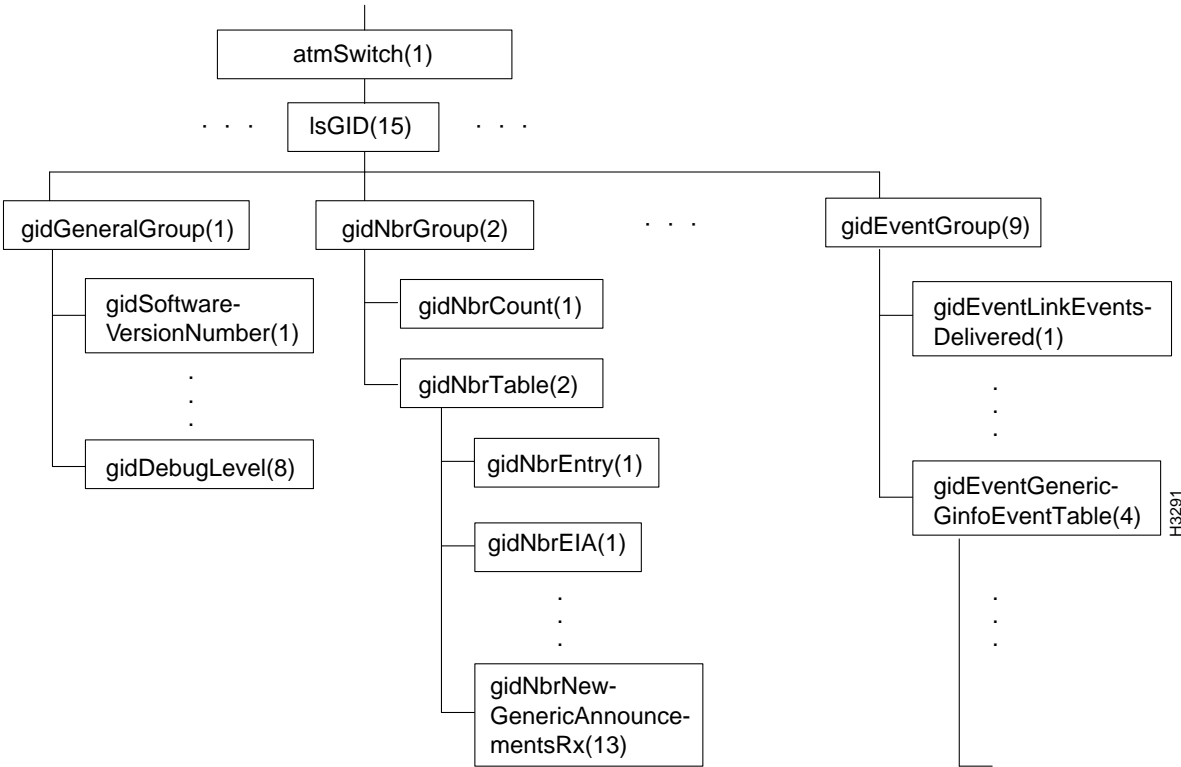 atmSwitch(1)
. . .
lsGID(15)
. . .
gidGeneralGroup(1)
gidNbrGroup(2)
. . .
gidEventGroup(9)
gidSoftware-
VersionNumber(1)
.
.
.
gidDebugLevel(8)
gidNbrCount(1)
gidNbrTable(2)
gidNbrEntry(1)
gidNbrEIA(1)
.
.
.
gidNbrNew-
GenericAnnounce-
mentsRx(13)
gidEventLinkEvents-
Delivered(1)
.
.
.
gidEventGeneric-
GinfoEventTable(4)
.
.
.
H3291